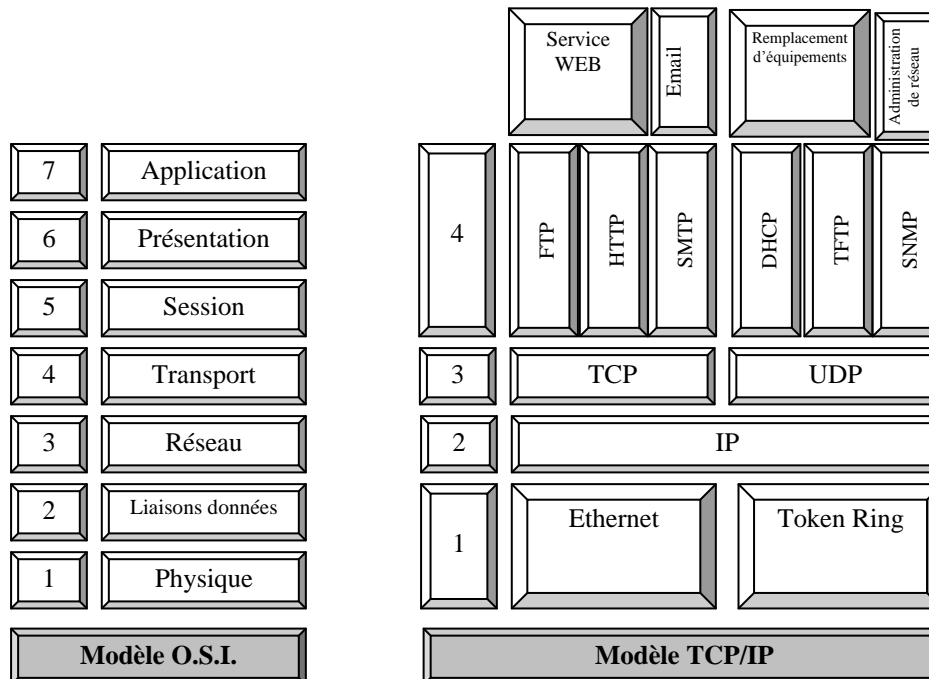 Service
WEB
Email
Remplacement
d'équipements
Administration
de réseau
7
Application
6
Présentation
5
Session
4
Transport
3
Réseau
2
Liaisons données
1
Physique
Modèle O.S.I.
4
FTP
HTTP
SMTP
DHCP
TFTP
SNMP
3
TCP
UDP
2
IP
1
Ethernet
Token Ring
Modèle TCP/IP